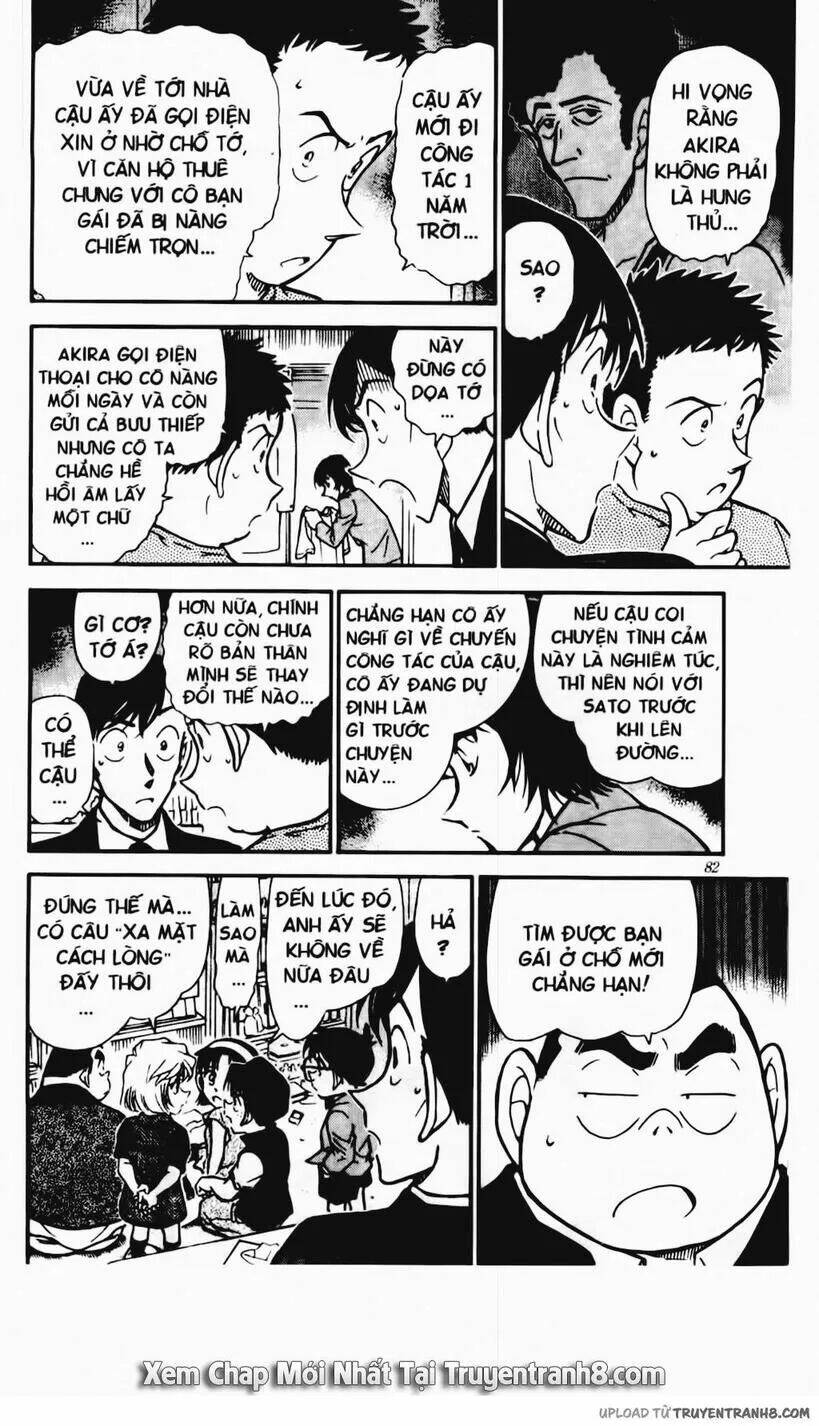 HI VỌNG
RẰNG
AKIRA
KHÔNG PHẢI
LÀ HUNG
THỦ...
SAO
?
CẬU ẤY
MỚI ĐI
CÔNG
TÁC 1
NĂM
TRỜI...
VỪA VỀ TỚI NHÀ
CẬU ẤY ĐÃ GỌI ĐIỆN
XIN Ở NHỜ CHỖ TỚ,
VÌ CĂN HỘ THUÊ
CHUNG VỚI CÔ BẠN
GÁI ĐÃ BỊ NÀNG
CHIẾM TRỌN...
NÀY
ĐỪNG CÓ
DỌA TỚ
...
AKIRA GỌI ĐIỆN
THOẠI CHO CÔ NÀNG
MỖI NGÀY VÀ CÒN
GỬI CẢ BƯU THIẾP
NHƯNG CÔ TA
CHẲNG HỀ
HỒI ÂM LẤY
MỘT CHỮ
...
NẾU CẬU COI
CHUYỆN TÌNH CẢM
NÀY LÀ NGHIÊM TÚC,
THÌ NÊN NÓI VỚI
SATO TRƯỚC
KHI LÊN
ĐƯỜNG...
CHẲNG HẠN CÔ ẤY
NGHĨ GÌ VỀ CHUYẾN
CÔNG TÁC CỦA CẬU,
CÔ ẤY ĐANG DỰ
ĐỊNH LÀM
GÌ TRƯỚC
CHUYỆN
NÀY...
HƠN NỮA, CHÍNH
CẬU CÒN CHƯA
RÕ BẢN THÂN
MÌNH SẼ THAY
ĐỔI THẾ NÀO...
GÌ CƠ?
TỚ Á?
CÓ
THỂ
CẬU
...
82
TÌM ĐƯỢC BẠN
GÁI Ở CHỖ MỚI
CHẲNG HẠN!
HẢ
?
ĐẾN LÚC ĐÓ,
ANH ẤY SẼ
KHÔNG VỀ
NỮA ĐÂU
...
LÀM
SAO
MÀ
...
ĐÚNG THẾ MÀ...
CÓ CÂU "XA MẶT
CÁCH LÒNG"
ĐẤY THÔI
...
Xem Chap Mới Nhất Tại Truyentranh8.com
UPLOAD TỪ TRUYENTRANH8.COM